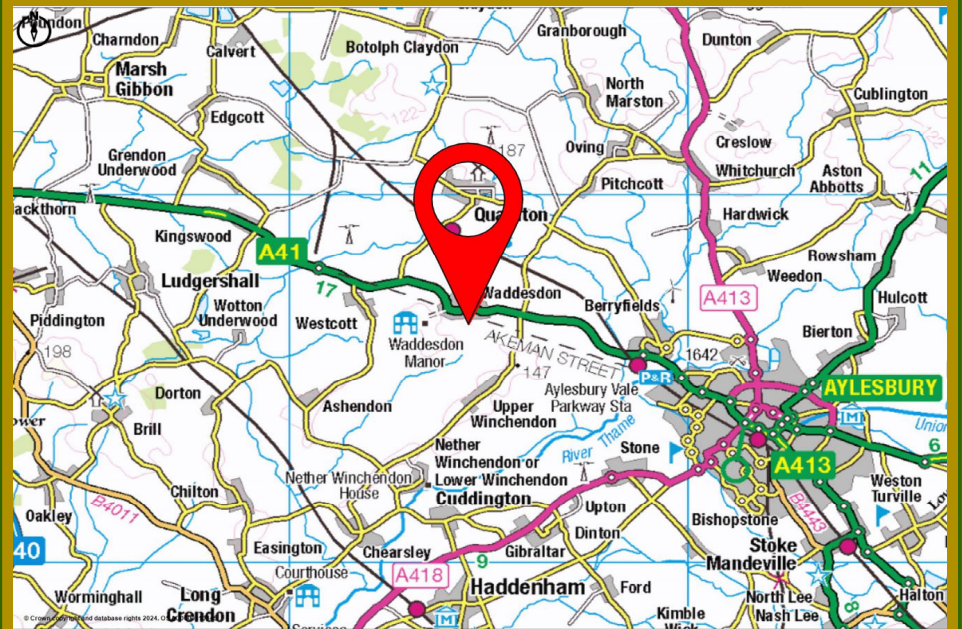 Charndon
Calvert
Botolph Claydon
Granborough
Dunton
Marsh
Gibbon
North
Marston
Cublington
Edgcott
122
Creslow
122
187
Oving
Grendon
Underwood
Whitchurch
Aston
Abbotts
11
Pitchcott
ackthorn
Kingswood
Hardwick
A41
Rowsham
Ludgershall
17
Weedon
Waddesdon
Berryfields
A413
Hulcott
Wotton
Underwood
Piddington
Westcott
Waddesdon
Manor
AKEMAN STREET
Bierton
198
147
1642
P&R
AYLESBURY
Dorton
Ashendon
Aylesbury Vale
Parkway Sta
Upper
Winchendon
Brill
Nether
Winchendon or
Lower Winchendon
River Thame
Stone
A413
6
Nether Winchendon
House
Cuddington
Weston
Turville
B4011
Chilton
Upton
B4443
Oakley
Bishopstone
Dinton
40
Easington
Chearsley
Gibraltar
Stoke
Mandeville
Courthouse
9
A418
Haddenham
Ford
Worminghall
Long
Crendon
North Lee
Nash Lee
Halton
8
Kimble
Wick